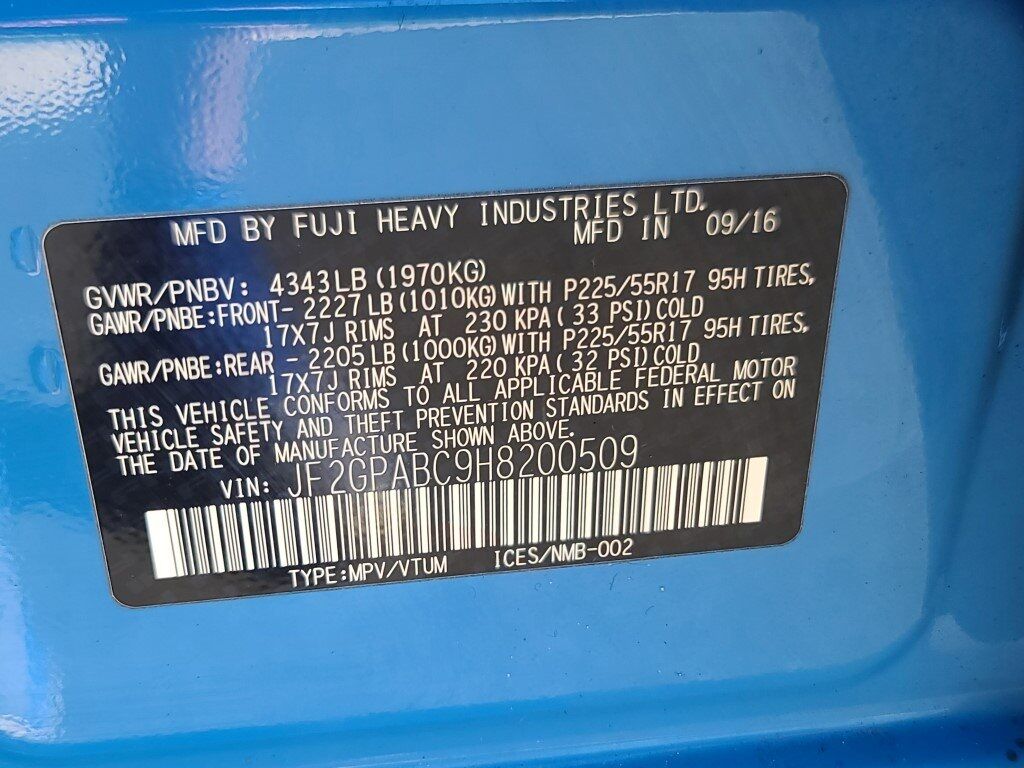 MFD BY FUJI HEAVY INDUSTRIES LTD.
MFD IN 09/16
GVWR/PNBV: 4343LB (1970KG)
GAWR/PNBE:FRONT- 2227LB (1010KG) WITH P225/55R17 95H TIRES,
17X7J RIMS AT 230 KPA ( 33 PSI) COLD
GAWR/PNBE:REAR - 2205LB (1000KG) WITH P225/55R17 95H TIRES,
17X7J RIMS AT 220 KPA ( 32 PSI) COLD
THIS VEHICLE CONFORMS TO ALL APPLICABLE FEDERAL MOTOR
VEHICLE SAFETY AND THEFT PREVENTION STANDARDS IN EFFECT ON
THE DATE OF MANUFACTURE SHOWN ABOVE.
VIN: JF2GPABC9H8200509
TYPE:MPV/VTUM ICES/NMB-002